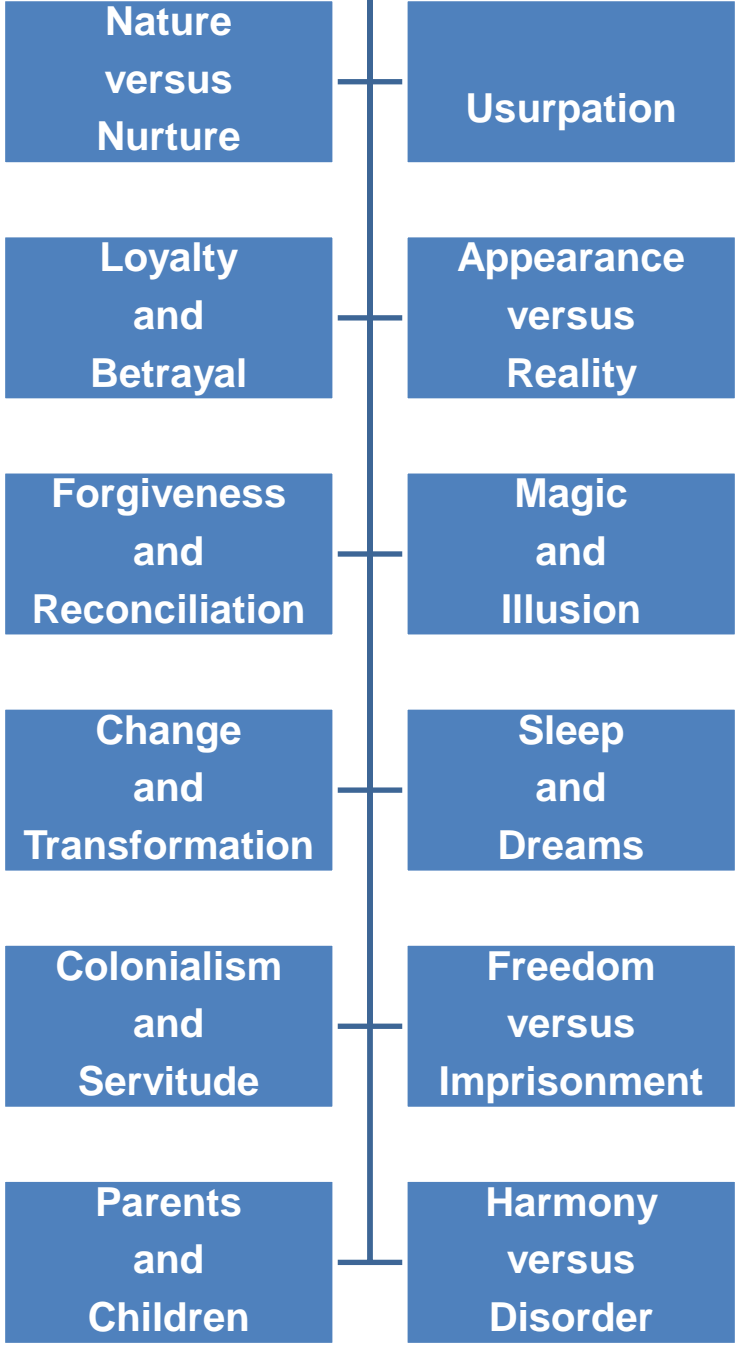 Nature
versus
Nurture
Usurpation
Loyalty
and
Betrayal
Appearance
versus
Reality
Forgiveness
and
Reconciliation
Magic
and
Illusion
Change
and
Transformation
Sleep
and
Dreams
Colonialism
and
Servitude
Freedom
versus
Imprisonment
Parents
and
Children
Harmony
versus
Disorder